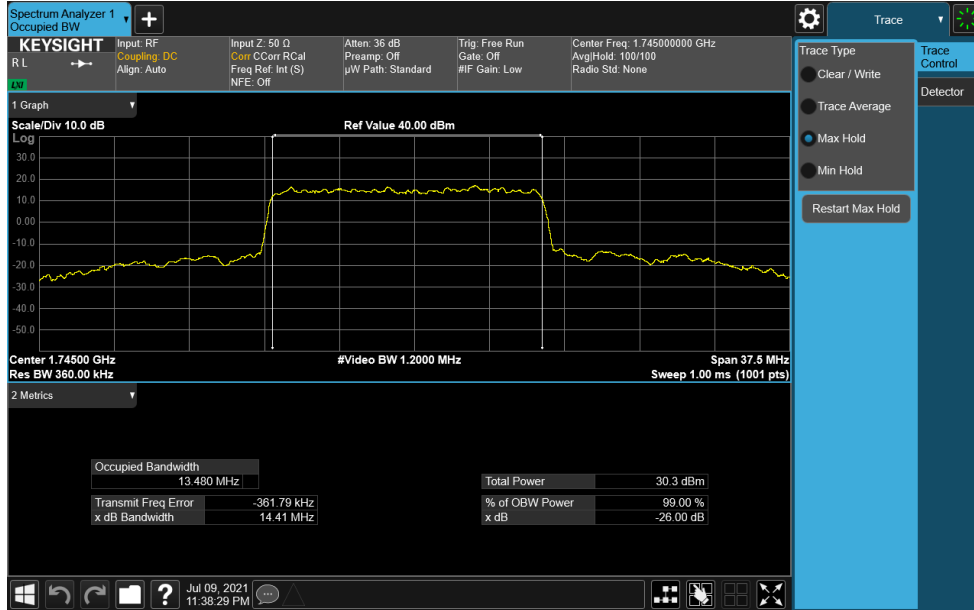 Spectrum Analyzer 1
Occupied BW
+
Trace
KEYSIGHT
R L
LXI
Input: RF
Coupling: DC
Align: Auto
Input Z: 50 Ω
Corr CCorr RCal
Freq Ref: Int (S)
NFE: Off
Atten: 36 dB
Preamp: Off
µW Path: Standard
Trig: Free Run
Gate: Off
#IF Gain: Low
Center Freq: 1.745000000 GHz
Avg|Hold: 100/100
Radio Std: None
Trace Type
Clear / Write
Trace Average
Max Hold
Min Hold
Restart Max Hold
Trace
Control
Detector
1 Graph
Scale/Div 10.0 dB
Ref Value 40.00 dBm
Log
30.0
20.0
10.0
0.00
-10.0
-20.0
-30.0
-40.0
-50.0
Center 1.74500 GHz
#Video BW 1.2000 MHz
Span 37.5 MHz
Res BW 360.00 kHz
Sweep 1.00 ms (1001 pts)
2 Metrics
Occupied Bandwidth
13.480 MHz
Total Power 30.3 dBm
Transmit Freq Error -361.79 kHz
% of OBW Power 99.00 %
x dB Bandwidth 14.41 MHz
x dB -26.00 dB
?
Jul 09, 2021
11:38:29 PM